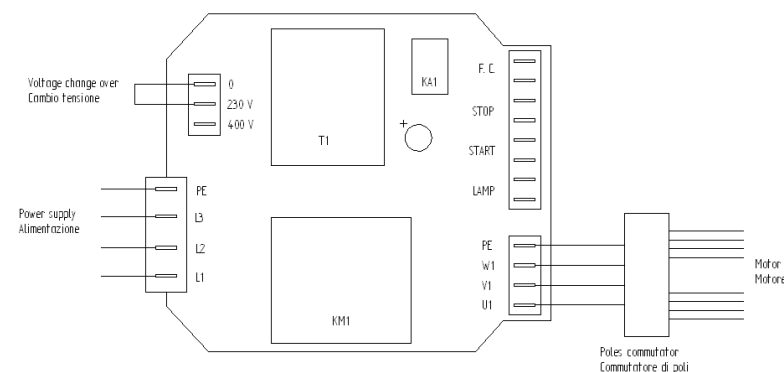 Voltage change over
Cambio tensione
0
230 V
400 V
T1
KA1
+
F. C.
STOP
START
LAMP
Power supply
Alimentazione
PE
L3
L2
L1
KM1
PE
W1
V1
U1
Motor
Motore
Poles commutator
Commutatore di poli